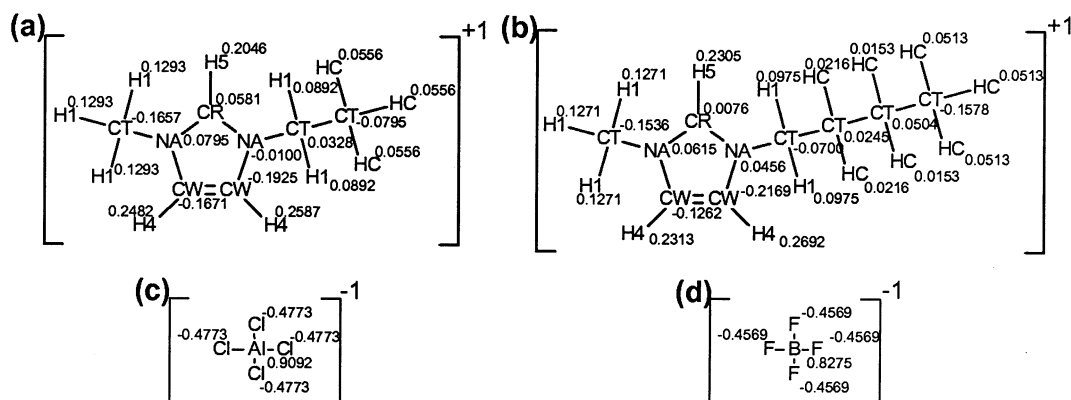 (a) +1 (b) +1
0.2046 HC 0.0556 0.2305 0.0153 HC 0.0513
0.1293 H5 H1 0.0892 HC 0.0556 0.1271 H5 0.0975 HC 0.0216 HC HC 0.0513
H1 H1
0.1293 H1 CR 0.0581 CT -0.0795 0.1271 H1 CR 0.0076 H1 CT -0.1578
H1 CT -0.1657 CT 0.0328 HC 0.0556 H1 CT -0.1536 CT -0.0700 CT 0.0245 CT 0.0504 HC 0.0513
NA 0.0795 NA -0.0100 NA 0.0615 NA 0.0456
H1 0.1293 H1 0.0892 H1 0.1271 H1 0.0975 HC 0.0216 HC 0.0153
CW=CW -0.1925 CW=CW -0.2169
-0.1671 -0.1262
0.2482 H4 H4 0.2587 H4 0.2313 H4 0.2692
(c) -1 (d) -1
Cl -0.4773 F -0.4569
-0.4773 -0.4773 -0.4569 -0.4569
Cl Al Cl F B F
0.9092 0.8275
Cl F
-0.4773 -0.4569